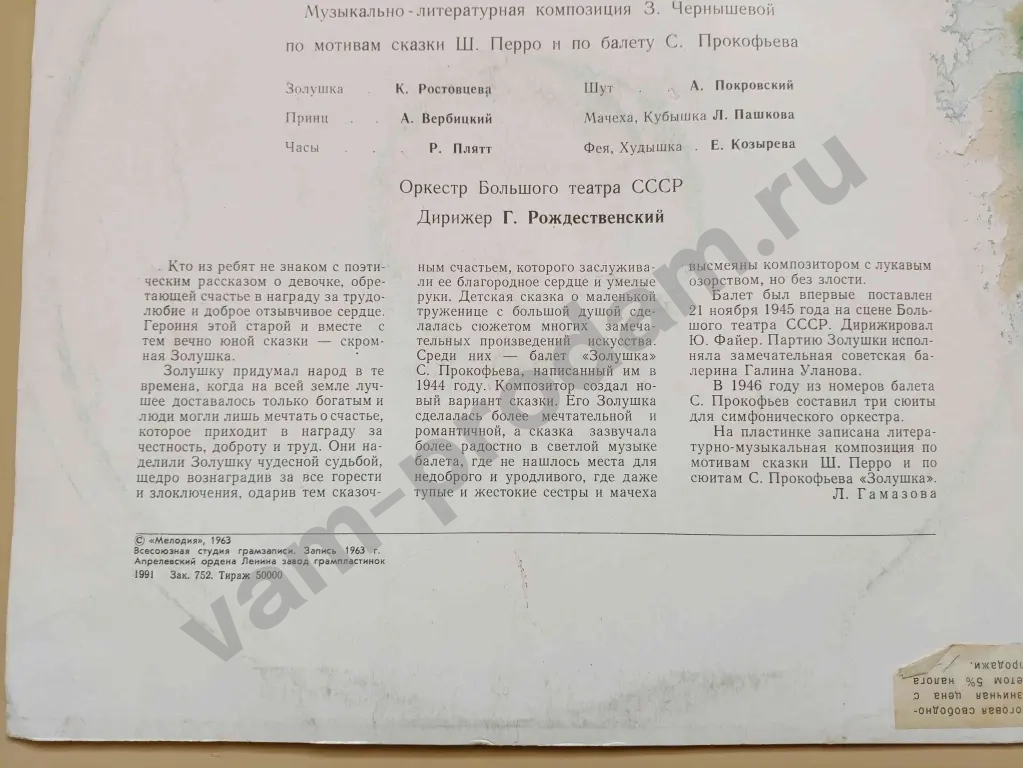 Музыкально-литературная композиция З. Чернышевой
по мотивам сказки Ш. Перро и по балету С. Прокофьева
Золушка . К. Ростовцева
Принц . . А. Вербицкий
Часы . . . Р. Плятт
Шут . . А. Покровский
Мачеха, Кубышка Л. Пашкова
Фея, Худышка . Е. Козырева
Оркестр Большого театра СССР
Дирижер Г. Рождественский
Кто из ребят не знаком с поэти-
ческим рассказом о девочке, обре-
тающей счастье в награду за трудо-
любие и доброе отзывчивое сердце.
Героиня этой старой и вместе с
тем вечно юной сказки — скром-
ная Золушка.
Золушку придумал народ в те
времена, когда на всей земле луч-
шее доставалось только богатым и
люди могли лишь мечтать о счастье,
которое приходит в награду за
честность, доброту и труд. Они на-
делили Золушку чудесной судьбой,
щедро вознаградив за все горести
и злоключения, одарив тем сказоч-
ным счастьем, которого заслужива-
ли ее благородное сердце и умелые
руки. Детская сказка о маленькой
труженице с большой душой сде-
лалась сюжетом многих замеча-
тельных произведений искусства.
Среди них — балет «Золушка»
С. Прокофьева, написанный им в
1944 году. Композитор создал но-
вый вариант сказки. Его Золушка
сделалась более мечтательной и
романтичной, а сказка зазвучала
более радостно в светлой музыке
балета, где не нашлось места для
недоброго и уродливого, где даже
тупые и жестокие сестры и мачеха
высмеяны композитором с лукавым
озорством, но без злости.
Балет был впервые поставлен
21 ноября 1945 года на сцене Боль-
шого театра СССР. Дирижировал
Ю. Файер. Партию Золушки испол-
няла замечательная советская ба-
лерина Галина Уланова.
В 1946 году из номеров балета
С. Прокофьев составил три сюиты
для симфонического оркестра.
На пластинке записана литера-
турно-музыкальная композиция по
мотивам сказки Ш. Перро и по
сюитам С. Прокофьева «Золушка».
Л. Гамазова
© «Мелодия», 1963
Всесоюзная студия грамзаписи. Запись 1963 г.
Апрелевский ордена Ленина завод грампластинок
1991 Зак. 752. Тираж 50000
vam-prodam.ru
свободно-
цена с
етом 5% налога